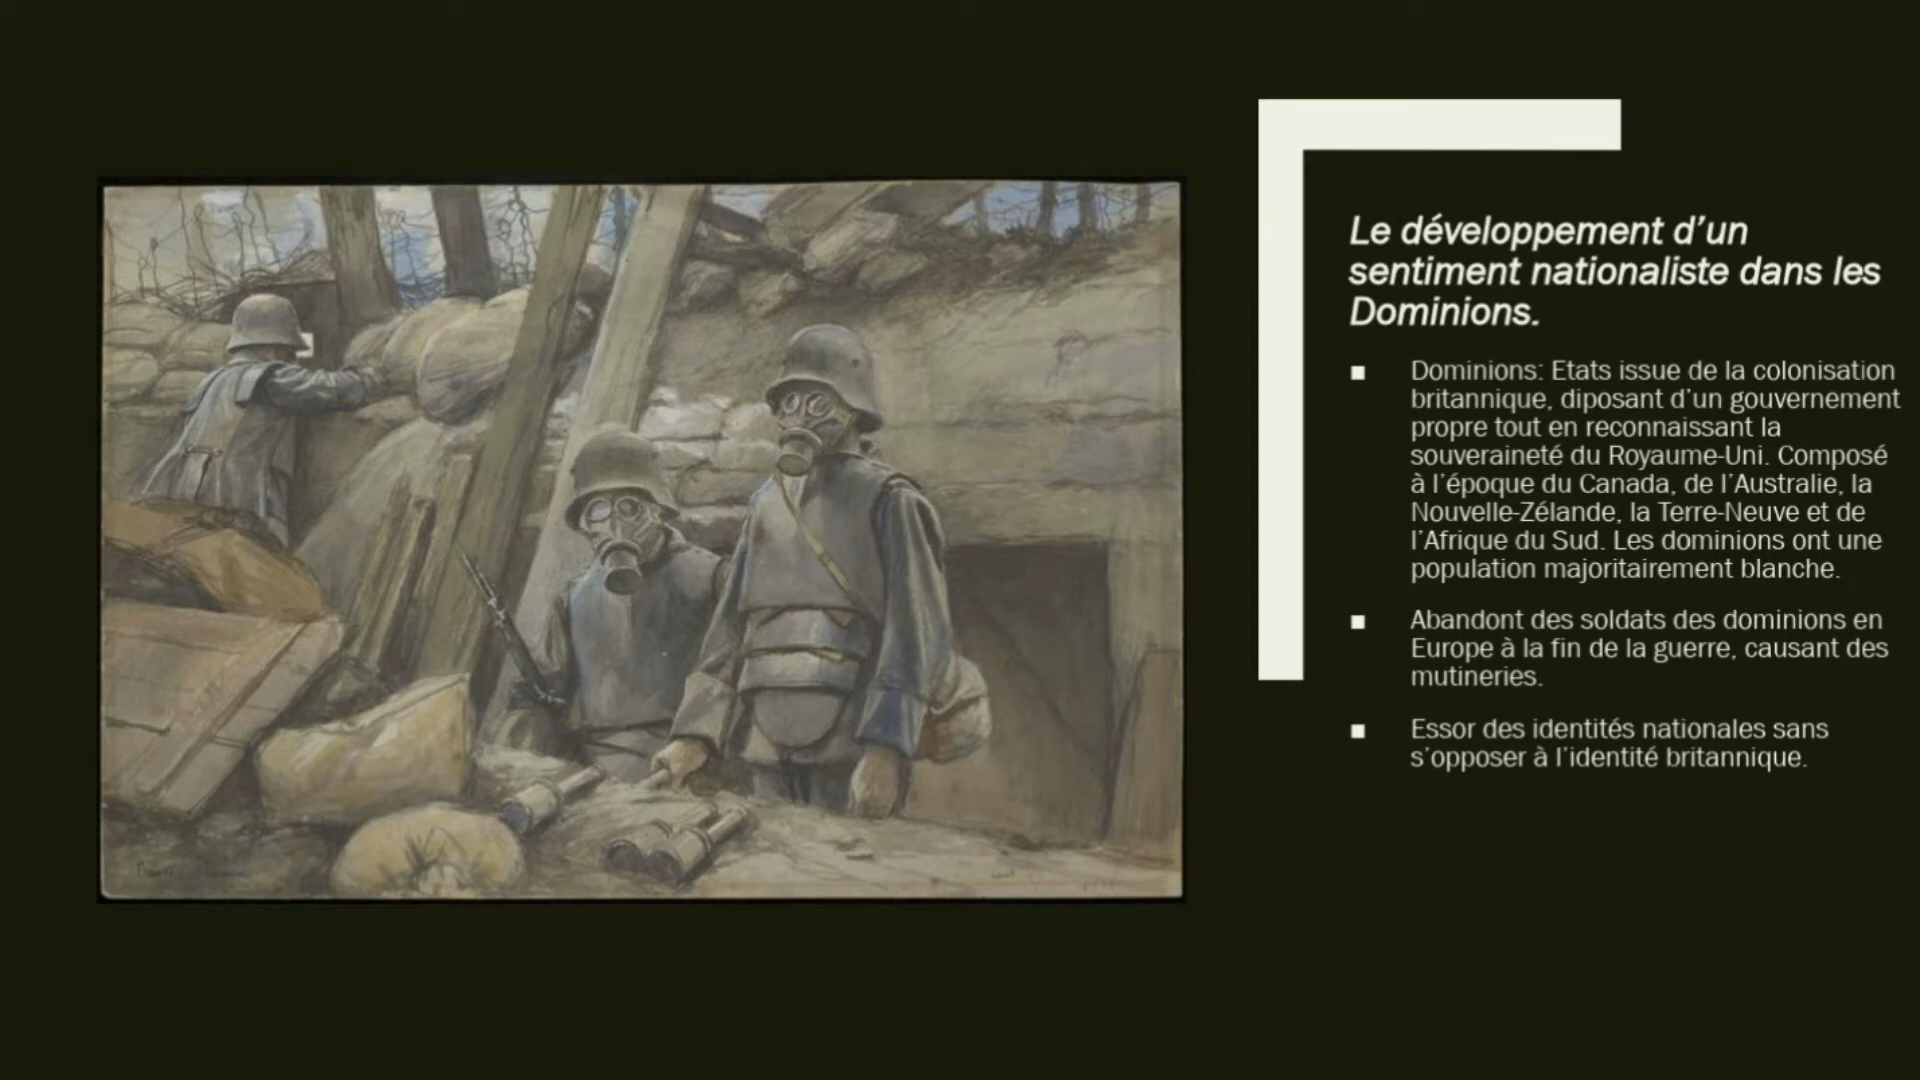 Le développement d'un
sentiment nationaliste dans les
Dominions.
Dominions: Etats issue de la colonisation
britannique, diposant d'un gouvernement
propre tout en reconnaissant la
souveraineté du Royaume-Uni. Composé
à l'époque du Canada, de l'Australie, la
Nouvelle-Zélande, la Terre-Neuve et de
l'Afrique du Sud. Les dominions ont une
population majoritairement blanche.
Abandont des soldats des dominions en
Europe à la fin de la guerre, causant des
mutineries.
Essor des identités nationales sans
s'opposer à l'identité britannique.